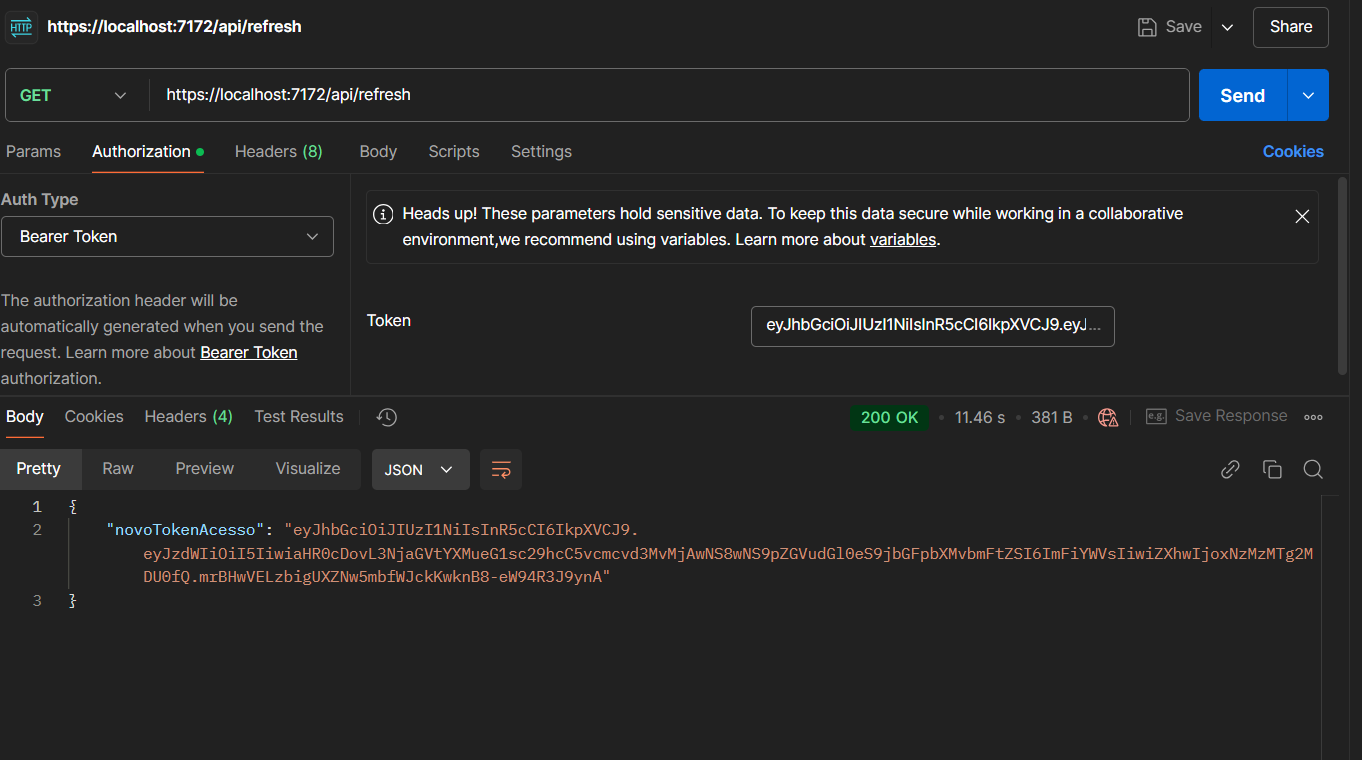 HTTP https://localhost:7172/api/refresh Save Share
GET https://localhost:7172/api/refresh Send
Params Authorization Headers (8) Body Scripts Settings Cookies
Auth Type
Bearer Token
The authorization header will be
automatically generated when you send the
request. Learn more about Bearer Token
authorization.
Heads up! These parameters hold sensitive data. To keep this data secure while working in a collaborative
environment,we recommend using variables. Learn more about variables.
Token eyJhbGciOiJIUzI1NiIsInR5cCI6IkpXVCJ9.eyJ...
Body Cookies Headers (4) Test Results 200 OK • 11.46 s • 381 B • e.g. Save Response
Pretty Raw Preview Visualize JSON
1 {
2 "novoTokenAcesso": "eyJhbGciOiJIUzI1NiIsInR5cCI6IkpXVCJ9.
eyJzdWIiOiI5IiwiaHR0cDovL3NjaGVtYXMueG1sc29hcC5vcmcvd3MvMjAwNS8wNS9pZGVudGl0eS9jbGFpbXMvbmFtZSI6ImFiYWVsIiwiZXhwIjoxNzMzMTg2M
DU0fQ.mrBHwVELzbigUXZNw5mbfWJckKwknB8-eW94R3J9ynA"
3 }